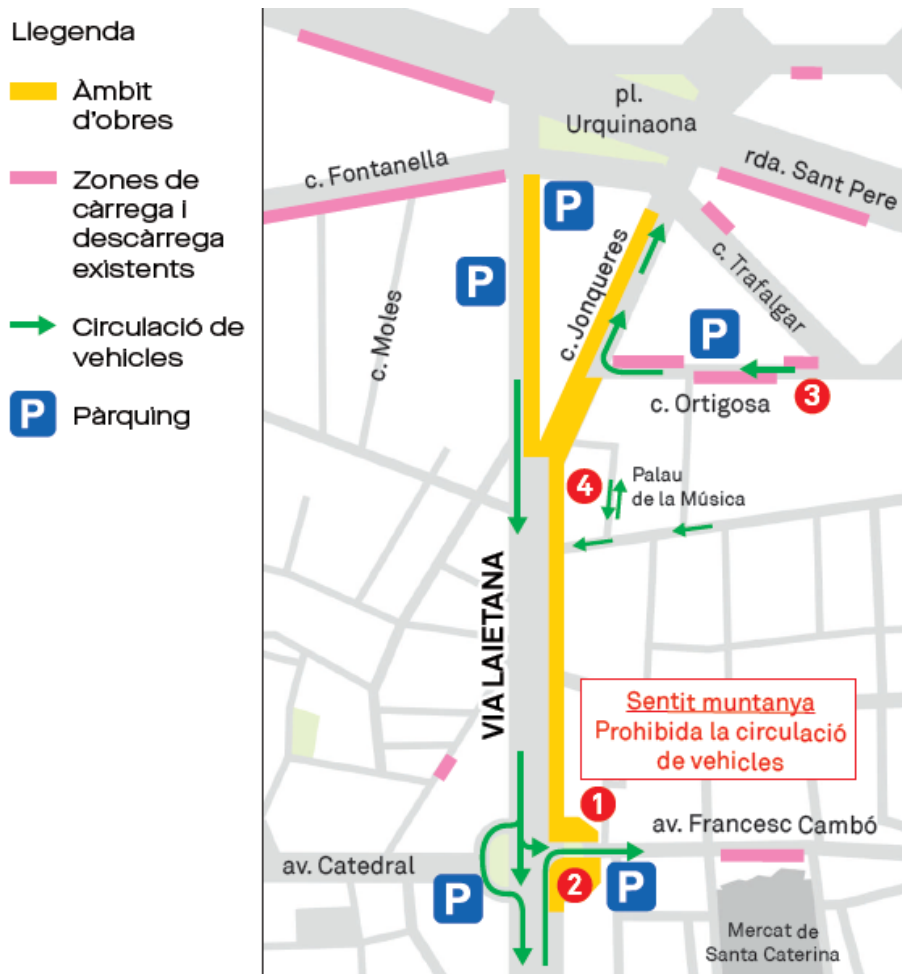 Llegenda
Àmbit
d'obres
Zones de
càrrega i
descàrrega
existents
Circulació de
vehicles
P
Pàrquing
pl.
Urquinaona
c. Fontanella
rda. Sant Pere
P
P
c. Jonqueres
c. Trafalgar
c. Moles
P
c. Ortigosa
3
4
Palau
de la Música
VIA LAIETANA
Sentit muntanya
Prohibida la circulació
de vehicles
1
av. Francesc Cambó
av. Catedral
2
P
P
Mercat de
Santa Caterina